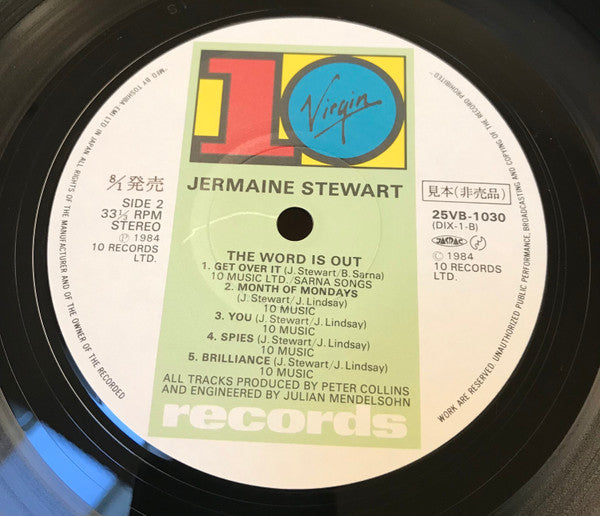 10
Virgin
JERMAINE STEWART
8/1発売
SIDE 2
33⅓ RPM
STEREO
Ⓟ 1984
10 RECORDS
LTD.
見本(非売品)
25VB-1030
(DIX-1-B)
© 1984
10 RECORDS
LTD.
THE WORD IS OUT
1. GET OVER IT (J. Stewart/B. Sarna)
10 MUSIC LTD./SARNA SONGS
2. MONTH OF MONDAYS
(J. Stewart/J. Lindsay)
10 MUSIC
3. YOU (J. Stewart/J. Lindsay)
10 MUSIC
4. SPIES (J. Stewart/J. Lindsay)
10 MUSIC
5. BRILLIANCE (J. Stewart/J. Lindsay)
10 MUSIC
ALL TRACKS PRODUCED BY PETER COLLINS
AND ENGINEERED BY JULIAN MENDELSOHN
records
MFD BY TOSHIBA EMI LTD IN JAPAN ALL RIGHTS OF THE MANUFACTURER AND OF THE OWNER OF THE RECORDED
WORK ARE RESERVED UNAUTHORIZED PUBLIC PERFORMANCE, BROADCASTING AND COPYING OF THE RECORD PROHIBITED